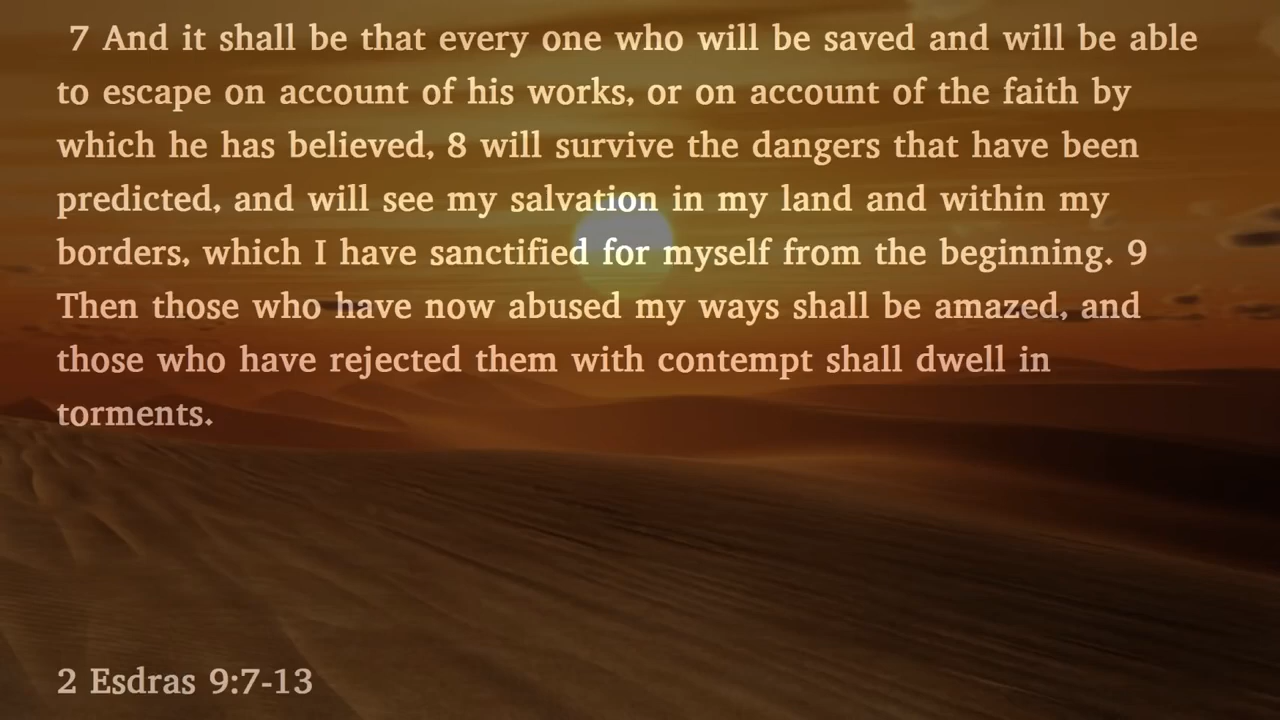 7 And it shall be that every one who will be saved and will be able
to escape on account of his works, or on account of the faith by
which he has believed, 8 will survive the dangers that have been
predicted, and will see my salvation in my land and within my
borders, which I have sanctified for myself from the beginning. 9
Then those who have now abused my ways shall be amazed, and
those who have rejected them with contempt shall dwell in
torments.
2 Esdras 9:7-13